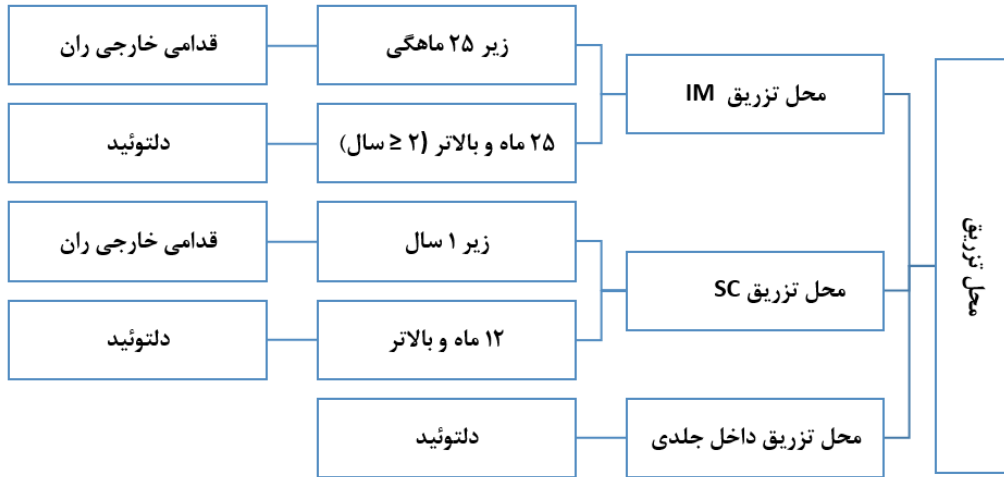 محل تزریق
محل تزریق IM
زیر ۲۵ ماهگی
قدامی خارجی ران
۲۵ ماه و بالاتر (۲ ≤ سال)
دلتوئید
محل تزریق SC
زیر ۱ سال
قدامی خارجی ران
۱۲ ماه و بالاتر
دلتوئید
محل تزریق داخل جلدی
دلتوئید